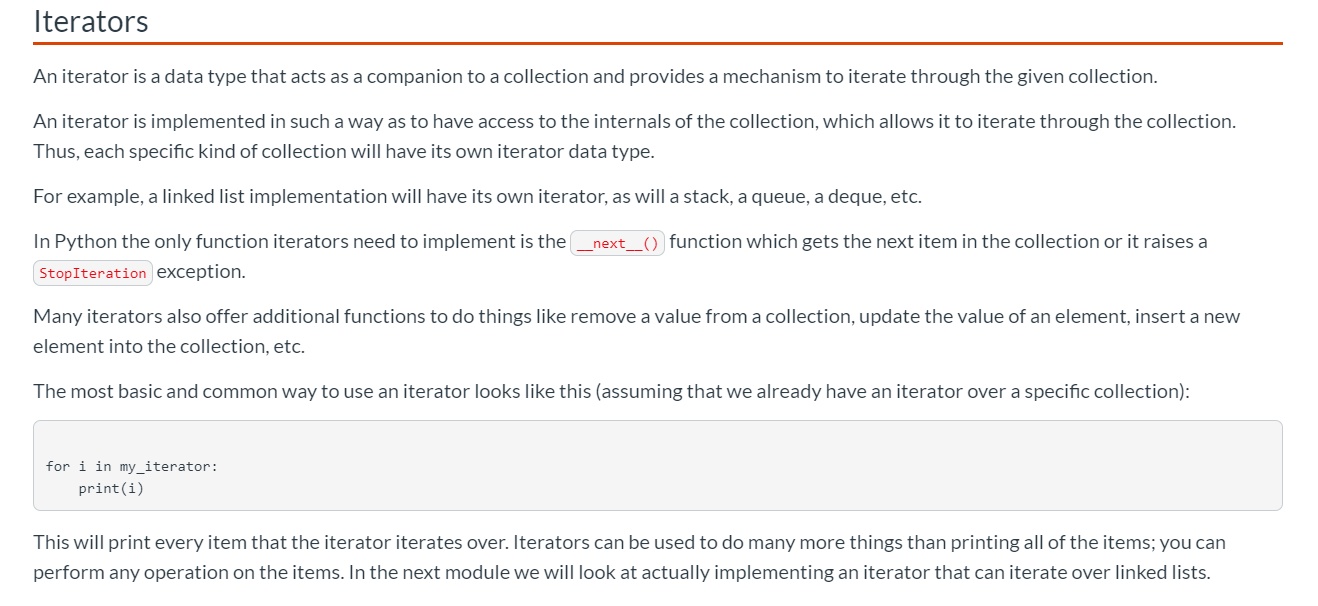 Iterators
An iterator is a data type that acts as a companion to a collection and provides a mechanism to iterate through the given collection.
An iterator is implemented in such a way as to have access to the internals of the collection, which allows it to iterate through the collection.
Thus, each specific kind of collection will have its own iterator data type.
For example, a linked list implementation will have its own iterator, as will a stack, a queue, a deque, etc.
In Python the only function iterators need to implement is the __next__() function which gets the next item in the collection or it raises a
StopIteration exception.
Many iterators also offer additional functions to do things like remove a value from a collection, update the value of an element, insert a new
element into the collection, etc.
The most basic and common way to use an iterator looks like this (assuming that we already have an iterator over a specific collection):
for i in my_iterator:
    print(i)
This will print every item that the iterator iterates over. Iterators can be used to do many more things than printing all of the items; you can
perform any operation on the items. In the next module we will look at actually implementing an iterator that can iterate over linked lists.